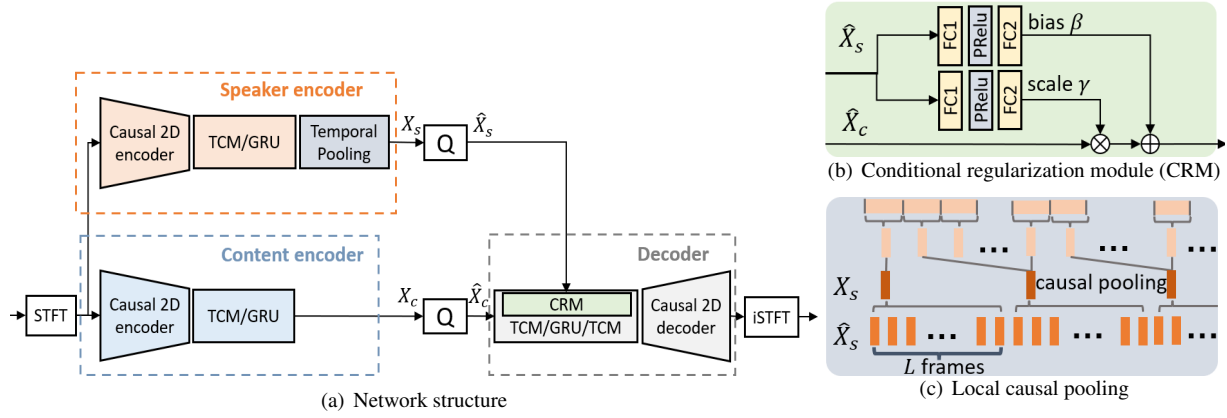 Speaker encoder
Causal 2D
encoder
TCM/GRU
Temporal
Pooling
X_s
Q
X̂_s
Content encoder
STFT
Causal 2D
encoder
TCM/GRU
X_c
Q
X̂_c
Decoder
CRM
TCM/GRU/TCM
Causal 2D
decoder
iSTFT
(a) Network structure
X̂_s
FC1
PRelu
FC2
bias β
FC1
PRelu
FC2
scale γ
X̂_c
(b) Conditional regularization module (CRM)
...
...
...
X_s
causal pooling
X̂_s
...
...
...
L frames
(c) Local causal pooling